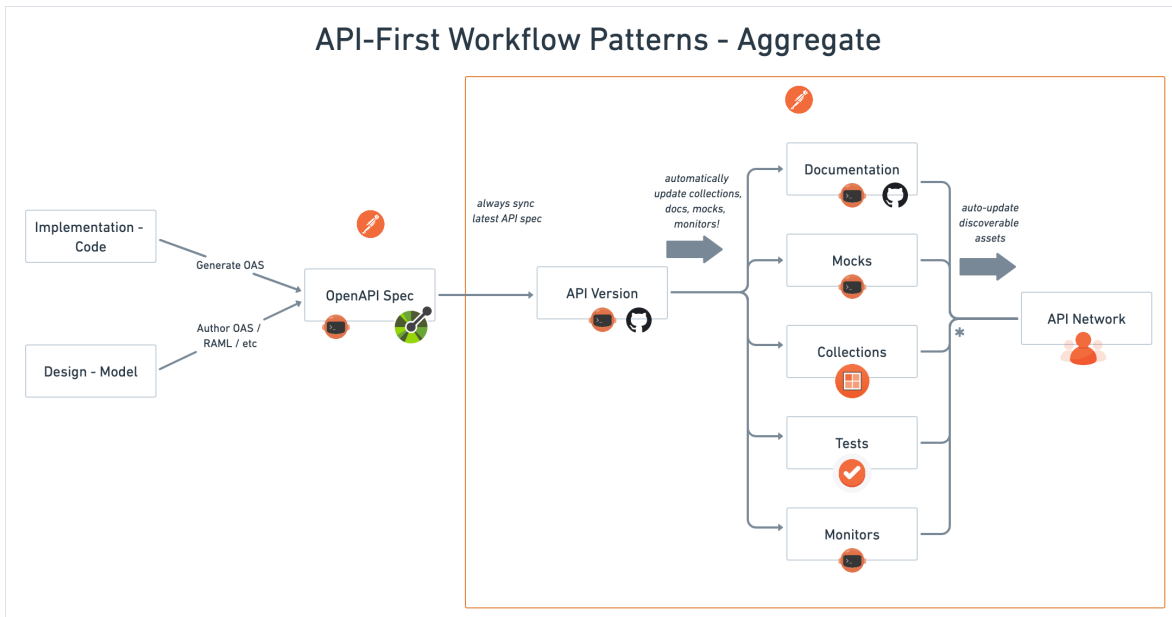 API-First Workflow Patterns - Aggregate
Implementation -
Code
Generate OAS
Author OAS /
RAML / etc
Design - Model
OpenAPI Spec
always sync
latest API spec
API Version
automatically
update collections,
docs, mocks,
monitors!
Documentation
Mocks
Collections
Tests
Monitors
auto-update
discoverable
assets
*
API Network